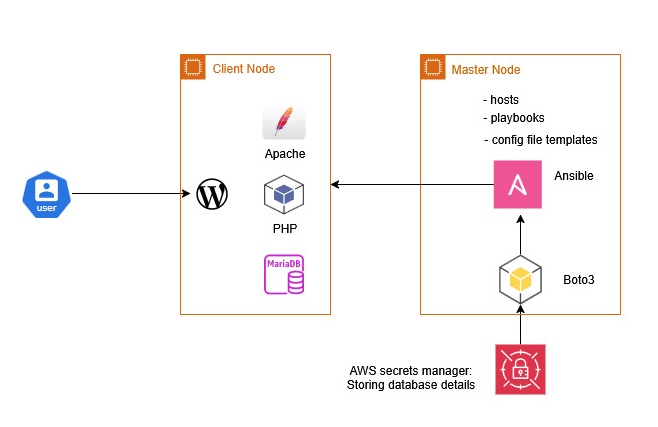 Client Node
Master Node
- hosts
- playbooks
- config file templates
Apache
Ansible
user
PHP
MariaDB
Boto3
AWS secrets manager:
Storing database details